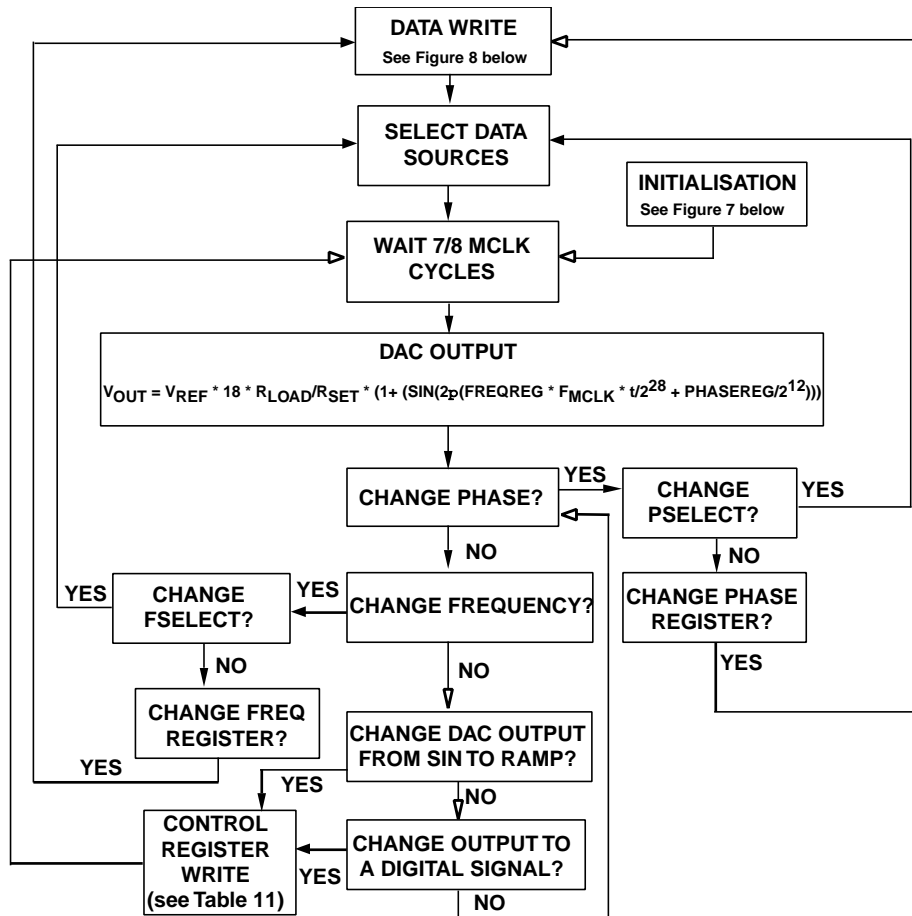 DATA WRITE
See Figure 8 below
SELECT DATA
SOURCES
INITIALISATION
See Figure 7 below
WAIT 7/8 MCLK
CYCLES
DAC OUTPUT
VOUT = VREF * 18 * RLOAD/RSET * (1+ (SIN(2p(FREQREG * FMCLK * t/2^28 + PHASEREG/2^12)))
CHANGE PHASE?
YES
CHANGE
PSELECT?
YES
NO
NO
CHANGE PHASE
REGISTER?
YES
CHANGE FREQUENCY?
YES
CHANGE
FSELECT?
YES
NO
NO
CHANGE FREQ
REGISTER?
YES
CHANGE DAC OUTPUT
FROM SIN TO RAMP?
YES
NO
CONTROL
REGISTER
WRITE
(see Table 11)
CHANGE OUTPUT TO
A DIGITAL SIGNAL?
YES
NO